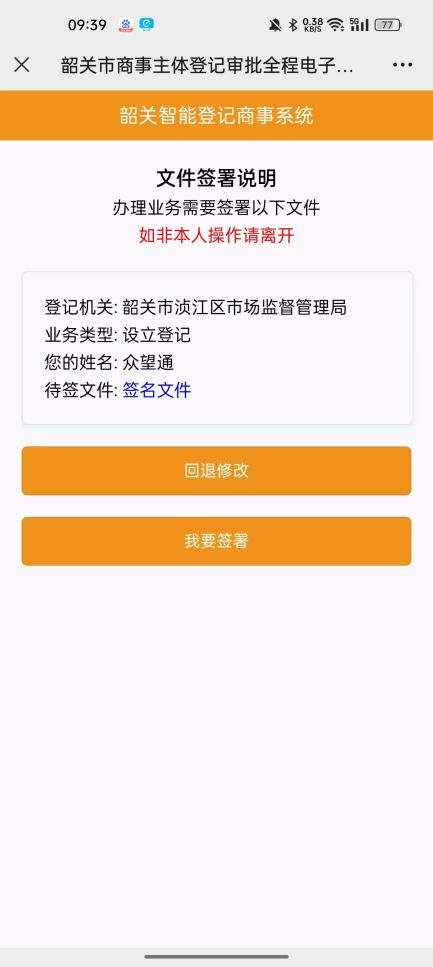 09:39
0.38
KB/S
5G
77
韶关市商事主体登记审批全程电子…
韶关智能登记商事系统
文件签署说明
办理业务需要签署以下文件
如非本人操作请离开
登记机关: 韶关市浈江区市场监督管理局
业务类型: 设立登记
您的姓名: 众望通
待签文件: 签名文件
回退修改
我要签署